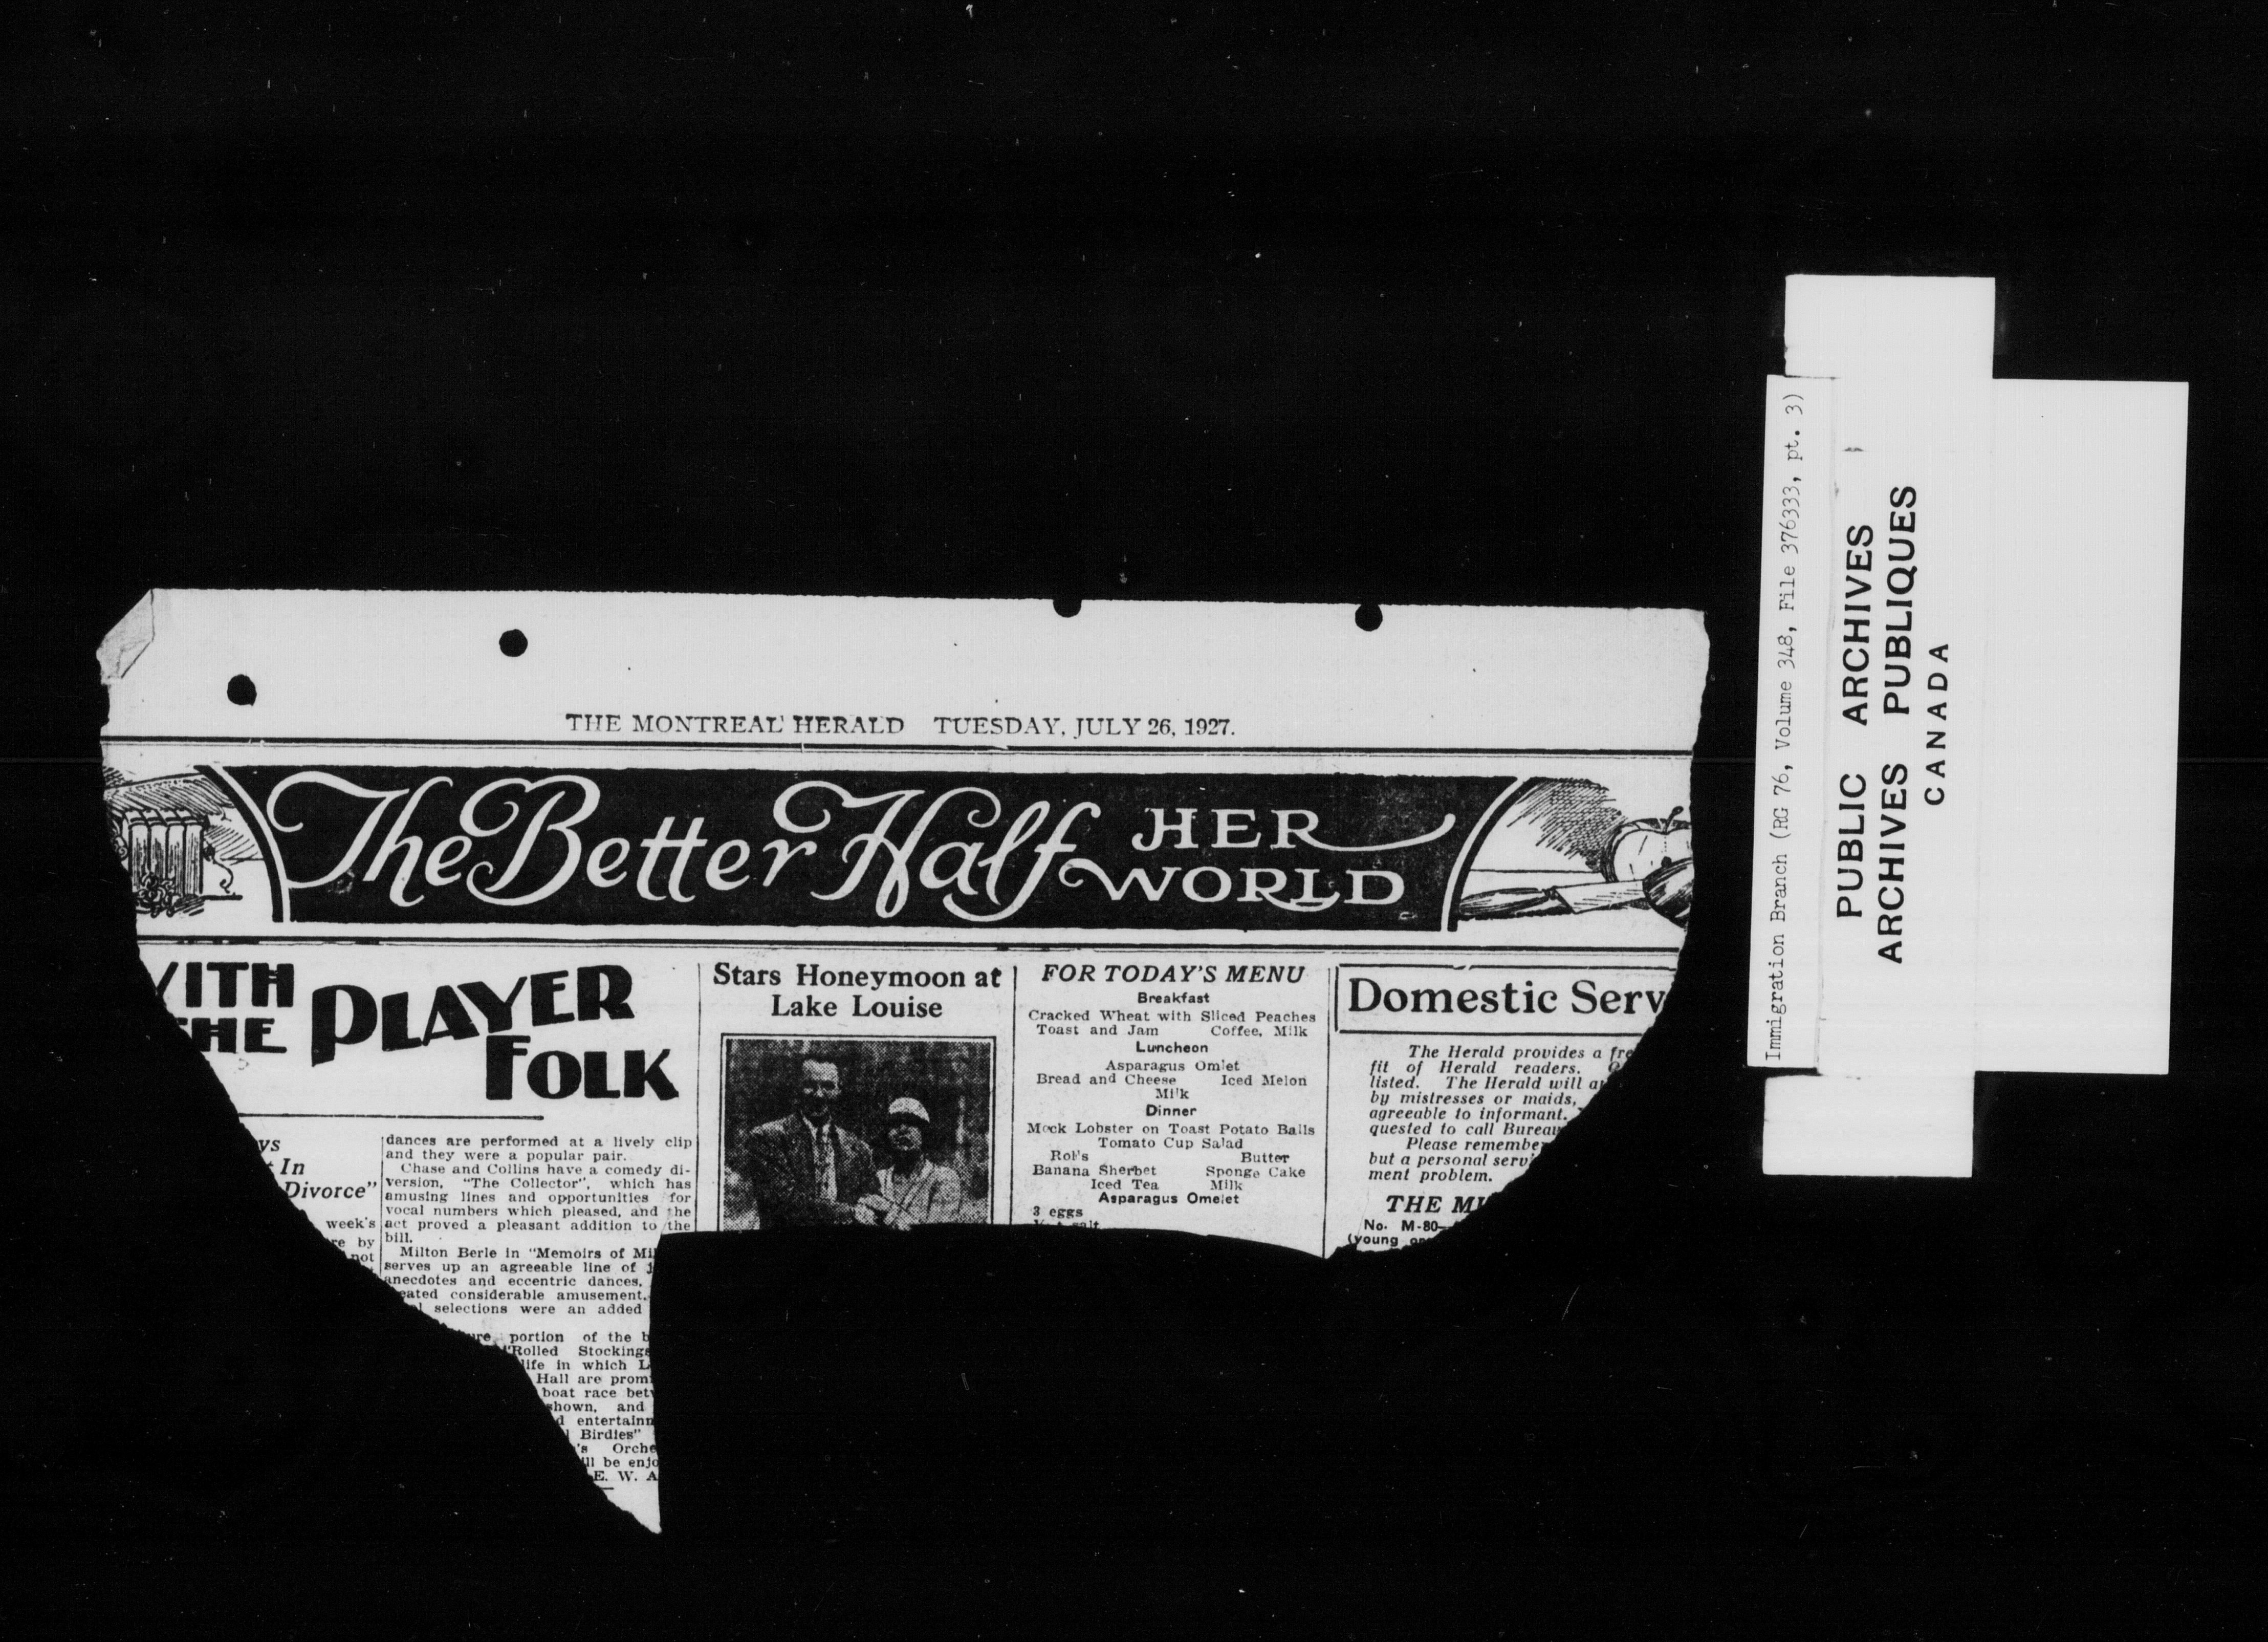 THE MONTREAL HERALD TUESDAY, JULY 26, 1927.
The Better Half HER WORLD
WITH THE PLAYER FOLK
In
Divorce"
week's
by
not
dances are performed at a lively clip
and they were a popular pair.
Chase and Collins have a comedy di-
version, "The Collector", which has
amusing lines and opportunities for
vocal numbers which pleased, and the
act proved a pleasant addition to the
bill.
Milton Berle in "Memoirs of Mil
serves up an agreeable line of j
anecdotes and eccentric dances,
eated considerable amusement.
selections were an added
portion of the b
"Rolled Stockings
life in which L
Hall are prom
boat race betw
shown, and
d entertainn
Birdies"
's Orche
ll be enjo
E. W. A
Stars Honeymoon at
Lake Louise
FOR TODAY'S MENU
Breakfast
Cracked Wheat with Sliced Peaches
Toast and Jam Coffee, Milk
Luncheon
Asparagus Omlet
Bread and Cheese Iced Melon
Milk
Dinner
Mock Lobster on Toast Potato Balls
Tomato Cup Salad
Rolls Butter
Banana Sherbet Sponge Cake
Iced Tea Milk
Asparagus Omelet
3 eggs
Domestic Serv
The Herald provides a fre
fit of Herald readers.
listed. The Herald will a
by mistresses or maids,
agreeable to informant.
quested to call Bureau
Please remember
but a personal servi
ment problem.
THE MI
No. M-80—
(young
Immigration Branch (RG 76, Volume 348, File 376333, pt. 3)
PUBLIC ARCHIVES
ARCHIVES PUBLIQUES
CANADA